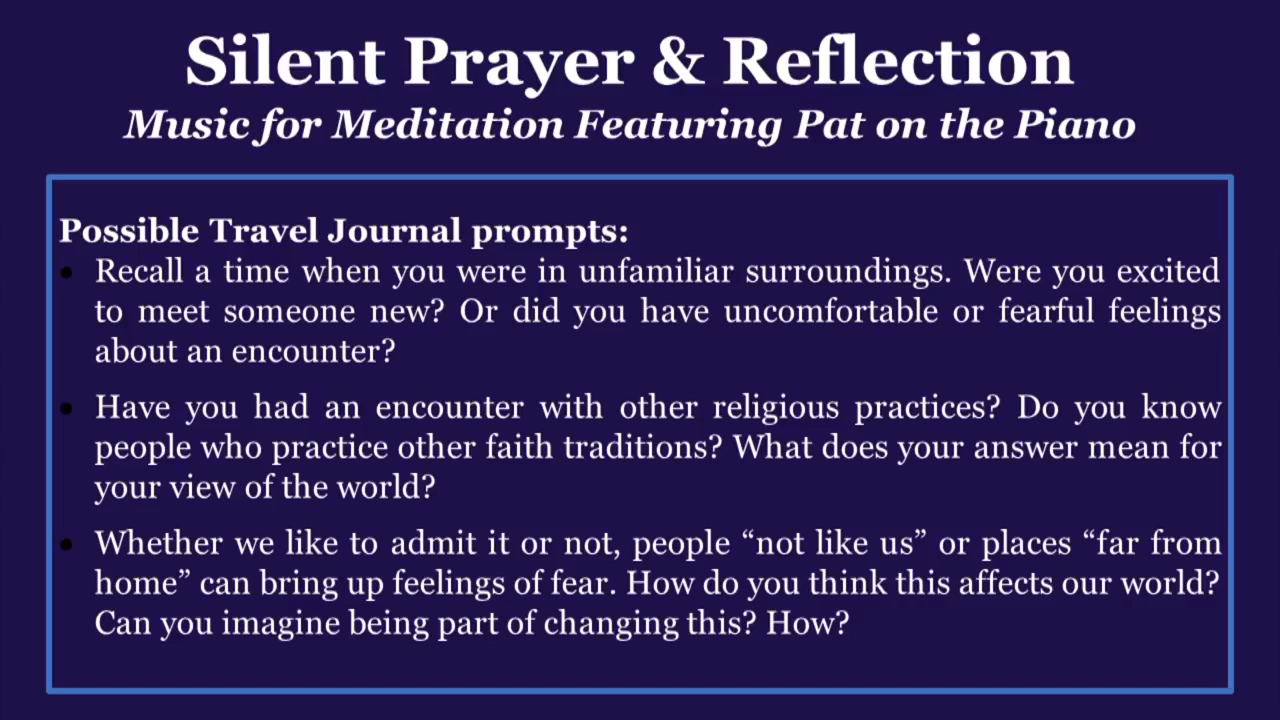 Silent Prayer & Reflection
Music for Meditation Featuring Pat on the Piano
Possible Travel Journal prompts:
• Recall a time when you were in unfamiliar surroundings. Were you excited
to meet someone new? Or did you have uncomfortable or fearful feelings
about an encounter?
• Have you had an encounter with other religious practices? Do you know
people who practice other faith traditions? What does your answer mean for
your view of the world?
• Whether we like to admit it or not, people “not like us” or places “far from
home” can bring up feelings of fear. How do you think this affects our world?
Can you imagine being part of changing this? How?